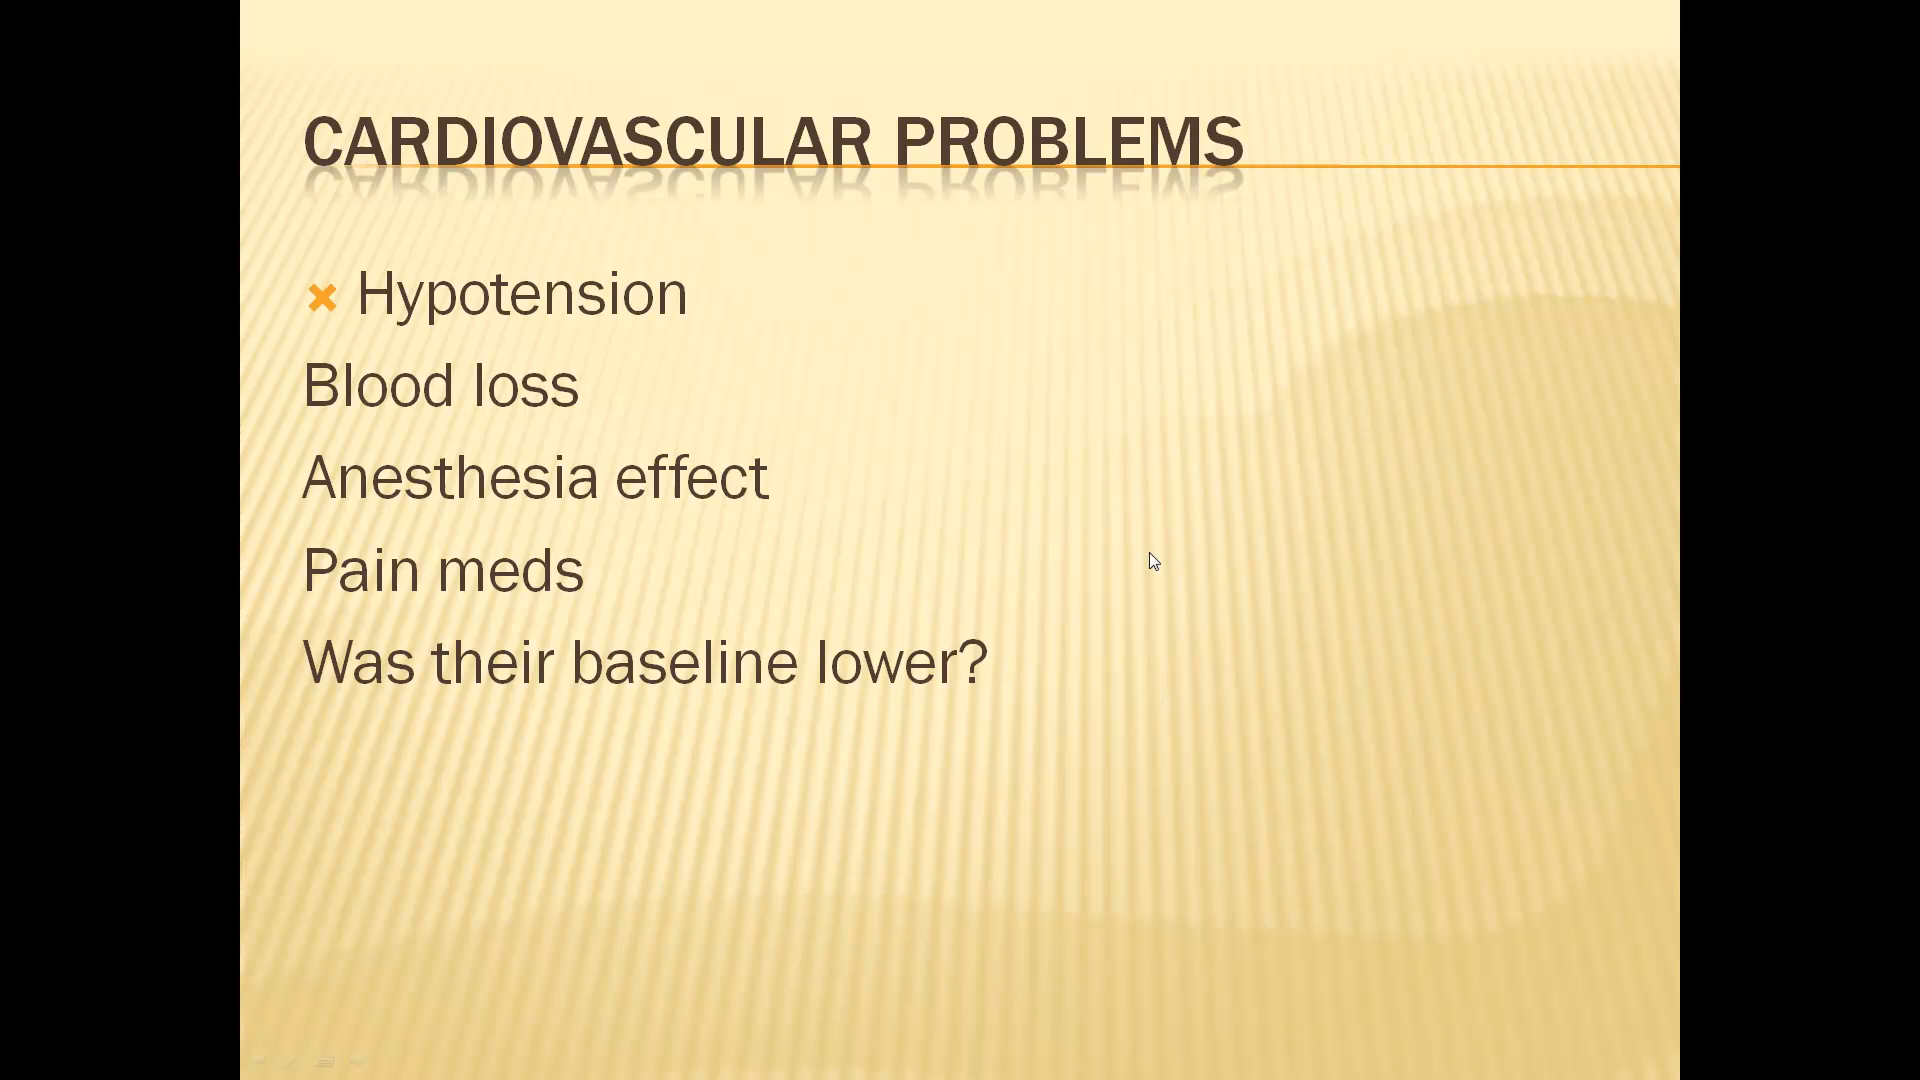 CARDIOVASCULAR PROBLEMS
Hypotension
Blood loss
Anesthesia effect
Pain meds
Was their baseline lower?